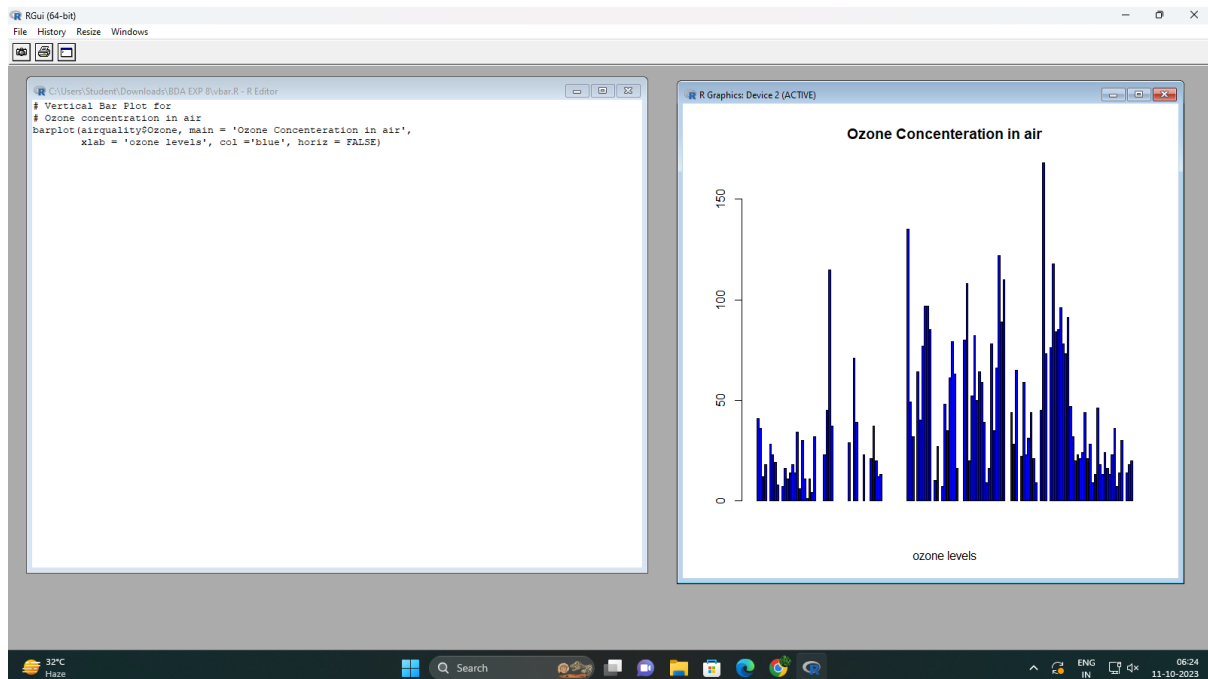 RGui (64-bit)
File History Resize Windows
C:\Users\Student\Downloads\BDA EXP 8\vbar.R - R Editor
# Vertical Bar Plot for
# Ozone concentration in air
barplot(airquality$Ozone, main = 'Ozone Concenteration in air',
xlab = 'ozone levels', col ='blue', horiz = FALSE)
R Graphics: Device 2 (ACTIVE)
Ozone Concenteration in air
150
100
50
0
ozone levels
32°C
Haze
Search
ENG
IN
06:24
11-10-2023